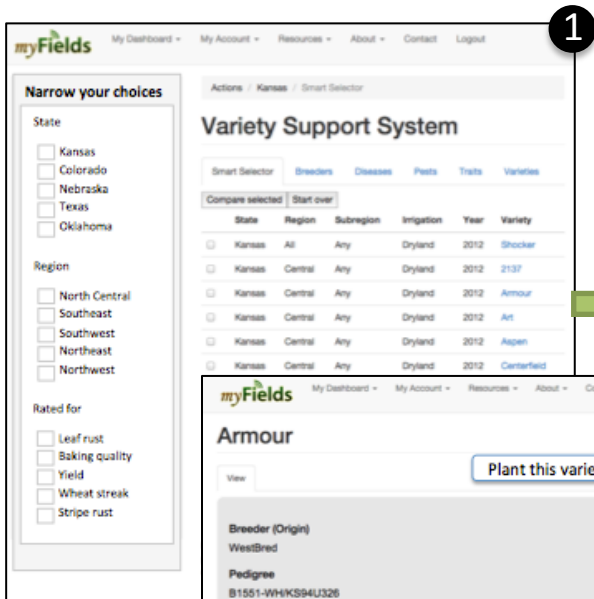 1
myFields
My Dashboard
My Account
Resources
About
Contact
Logout
Narrow your choices
State
Kansas
Colorado
Nebraska
Texas
Oklahoma
Region
North Central
Southeast
Southwest
Northeast
Northwest
Rated for
Leaf rust
Baking quality
Yield
Wheat streak
Stripe rust
Actions / Kansas / Smart Selector
Variety Support System
Smart Selector Breeders Diseases Pests Traits Varieties
Compare selected Start over
State Region Subregion Irrigation Year Variety
Kansas All Any Dryland 2012 Shocker
Kansas Central Any Dryland 2012 2137
Kansas Central Any Dryland 2012 Armour
Kansas Central Any Dryland 2012 Art
Kansas Central Any Dryland 2012 Aspen
Kansas Central Any Dryland 2012 Centerfield
myFields
My Dashboard
My Account
Resources
About
Armour
View
Plant this varie
Breeder (Origin)
WestBred
Pedigree
B1551-WH/KS94U326